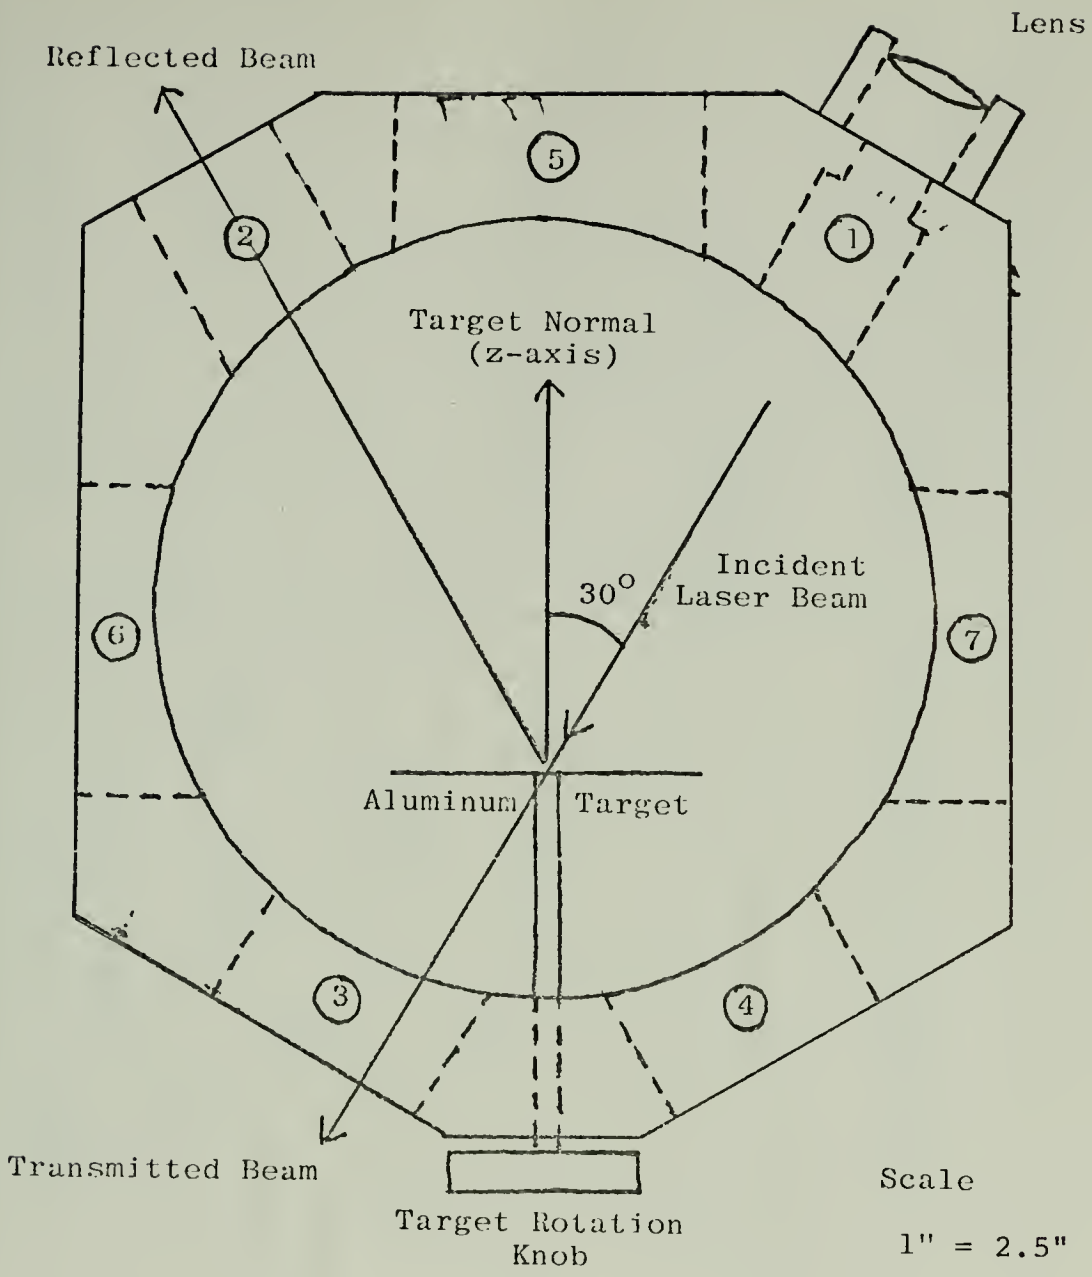 Lens
Reflected Beam
5
2
1
Target Normal
(z-axis)
Incident
30° Laser Beam
6
7
Aluminum Target
3
4
Transmitted Beam
Scale
Target Rotation
Knob
1" = 2.5"